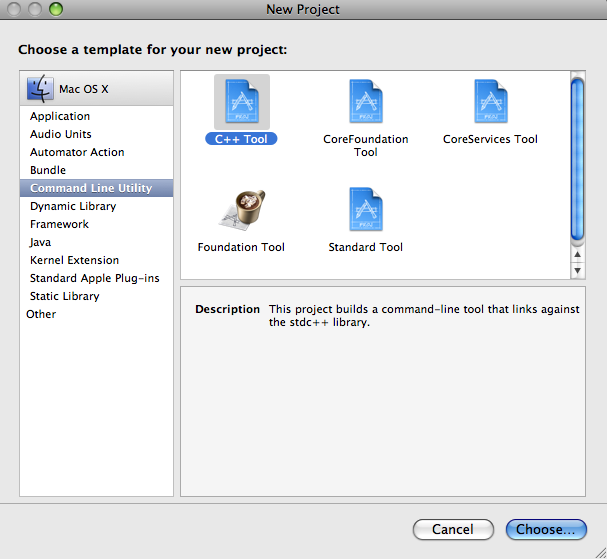 New Project
Choose a template for your new project:
Mac OS X
Application
Audio Units
Automator Action
Bundle
Command Line Utility
Dynamic Library
Framework
Java
Kernel Extension
Standard Apple Plug-ins
Static Library
Other
C++ Tool
CoreFoundation
Tool
CoreServices Tool
Foundation Tool
Standard Tool
Description This project builds a command-line tool that links against
the stdc++ library.
Cancel
Choose...